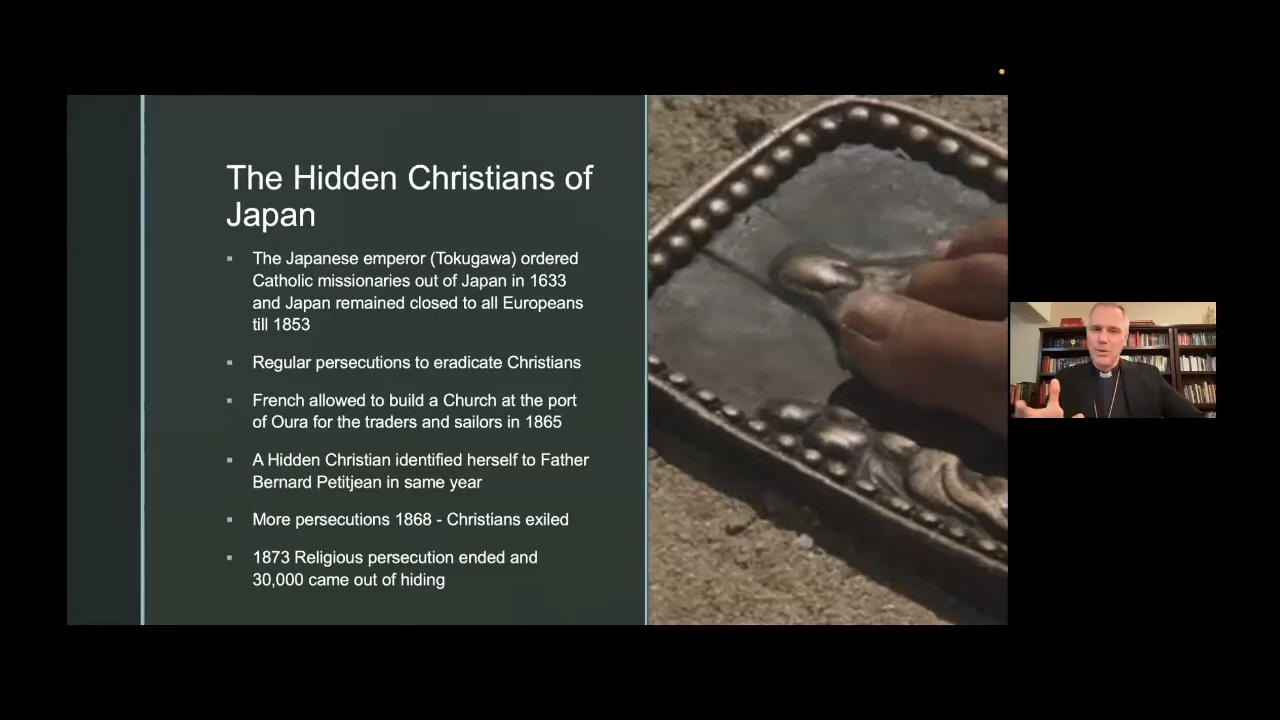 The Hidden Christians of
Japan
▪ The Japanese emperor (Tokugawa) ordered
Catholic missionaries out of Japan in 1633
and Japan remained closed to all Europeans
till 1853
▪ Regular persecutions to eradicate Christians
▪ French allowed to build a Church at the port
of Oura for the traders and sailors in 1865
▪ A Hidden Christian identified herself to Father
Bernard Petitjean in same year
▪ More persecutions 1868 - Christians exiled
▪ 1873 Religious persecution ended and
30,000 came out of hiding